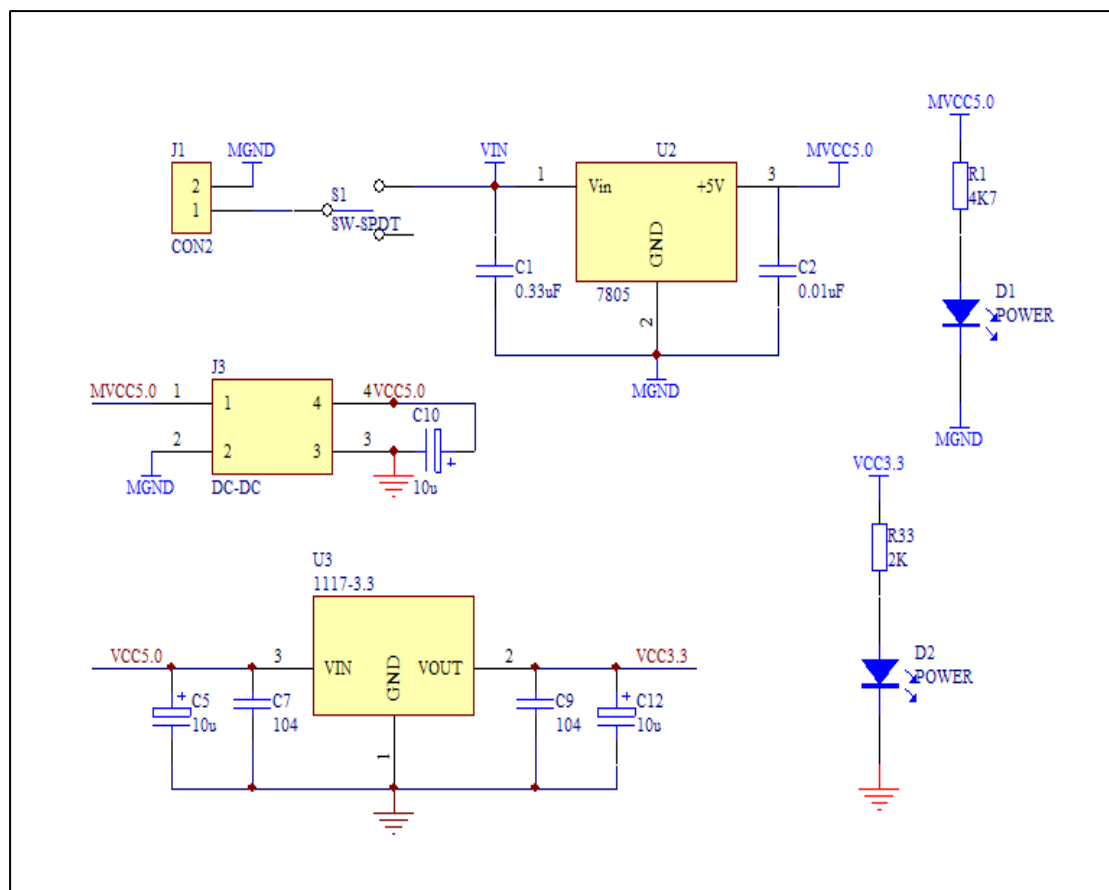 MVCC5.0
J1
MGND
VIN
U2
MVCC5.0
2
1
S1
SW-SPDT
CON2
1
Vin
+5V
3
GND
R1
4K7
C1
0.33uF
7805
2
C2
0.01uF
D1
POWER
MGND
MGND
J3
MVCC5.0
1
1
4
4
VCC5.0
C10
2
2
3
3
MGND
DC-DC
10u
VCC3.3
R33
2K
U3
1117-3.3
VCC5.0
3
VIN
GND
VOUT
2
VCC3.3
D2
POWER
C5
10u
C7
104
1
C9
104
C12
10u